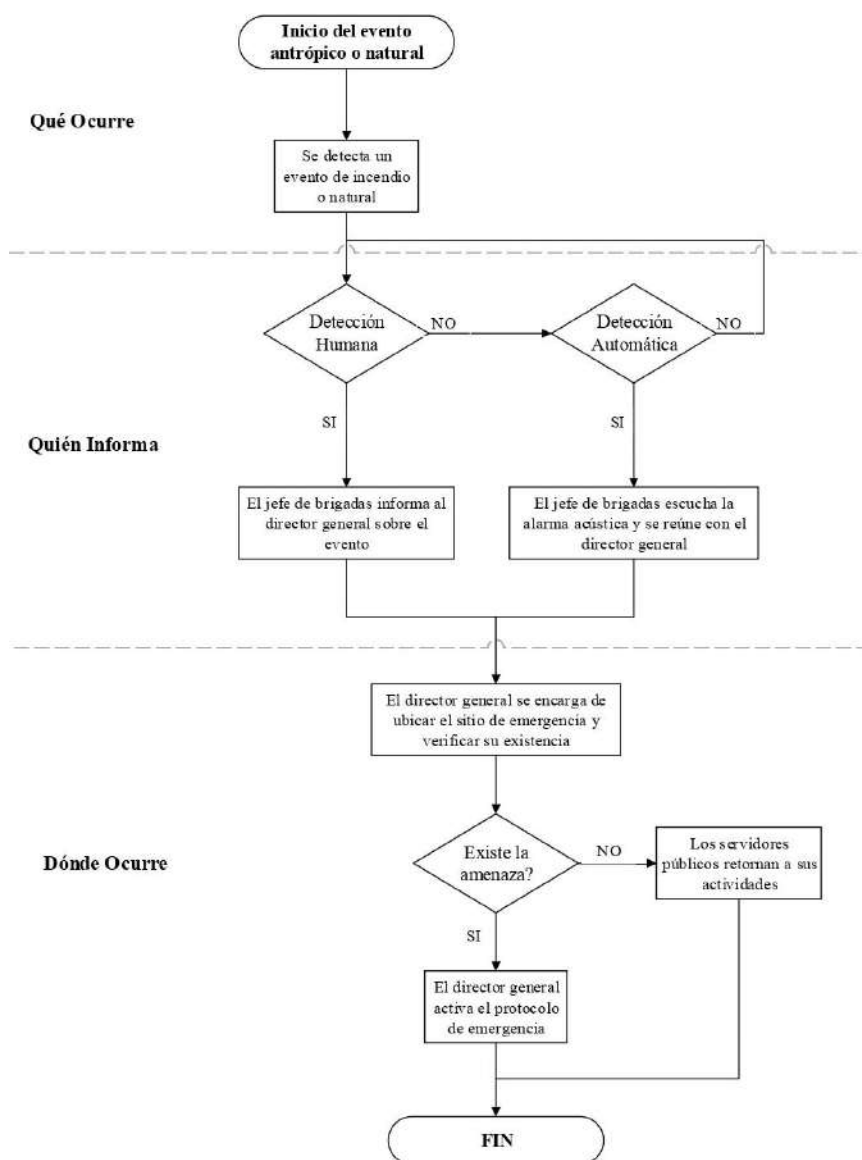 Inicio del evento
antrópico o natural
Qué Ocurre
Se detecta un
evento de incendio
o natural
Detección
Humana
NO
Detección
Automática
NO
SI
SI
Quién Informa
El jefe de brigadas informa al
director general sobre el
evento
El jefe de brigadas escucha la
alarma acústica y se reúne con el
director general
El director general se encarga de
ubicar el sitio de emergencia y
verificar su existencia
Dónde Ocurre
Existe la
amenaza?
NO
Los servidores
públicos retornan a sus
actividades
SI
El director general
activa el protocolo
de emergencia
FIN